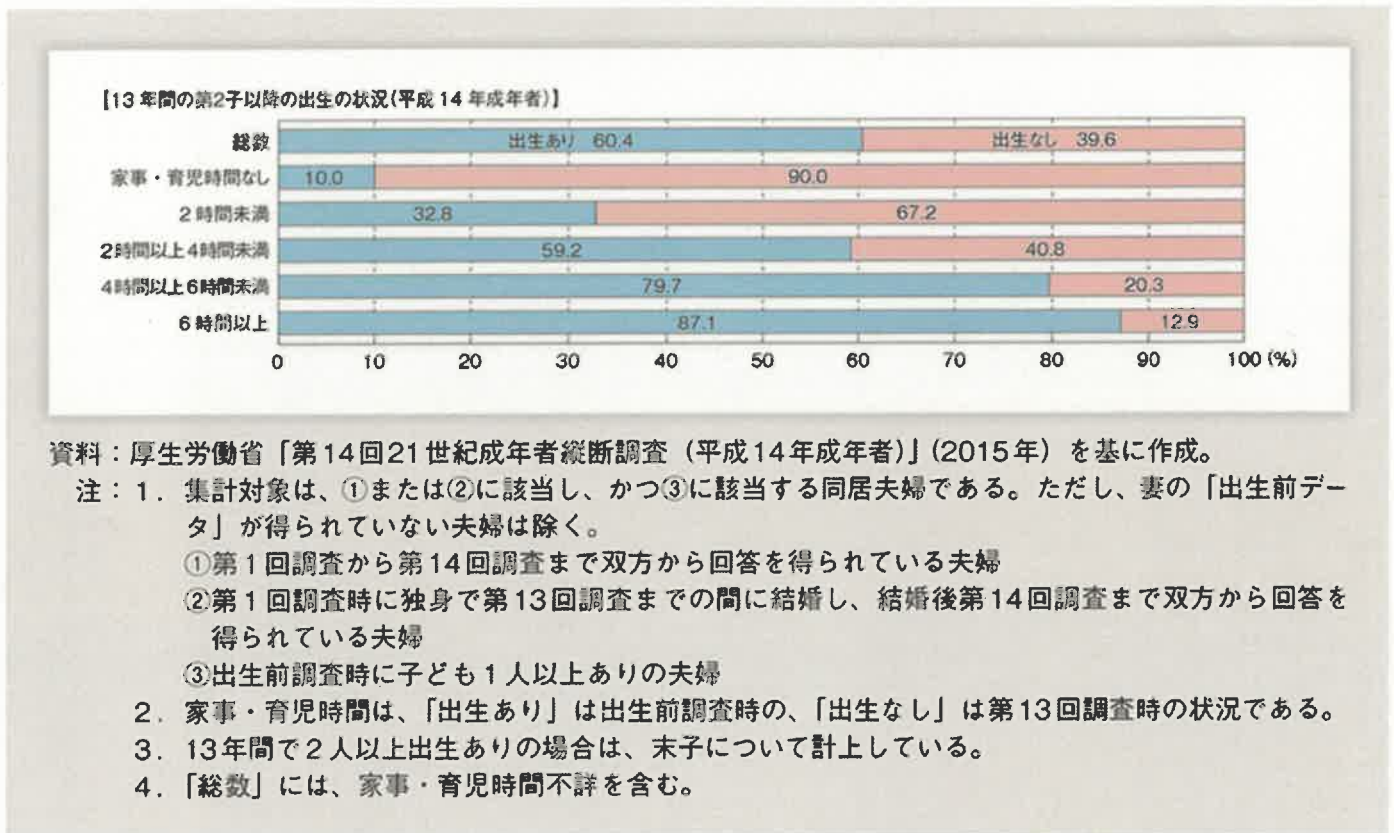 【13年間の第2子以降の出生の状況(平成14年成年者)】
総数 出生あり 60.4 出生なし 39.6
家事・育児時間なし 10.0 90.0
2時間未満 32.8 67.2
2時間以上4時間未満 59.2 40.8
4時間以上6時間未満 79.7 20.3
6時間以上 87.1 12.9
0 10 20 30 40 50 60 70 80 90 100 (%)
資料：厚生労働省「第14回21世紀成年者縦断調査（平成14年成年者）」（2015年）を基に作成。
注：1．集計対象は、①または②に該当し、かつ③に該当する同居夫婦である。ただし、妻の「出生前デー
タ」が得られていない夫婦は除く。
①第1回調査から第14回調査まで双方から回答を得られている夫婦
②第1回調査時に独身で第13回調査までの間に結婚し、結婚後第14回調査まで双方から回答を
得られている夫婦
③出生前調査時に子ども1人以上ありの夫婦
2．家事・育児時間は、「出生あり」は出生前調査時の、「出生なし」は第13回調査時の状況である。
3．13年間で2人以上出生ありの場合は、末子について計上している。
4．「総数」には、家事・育児時間不詳を含む。